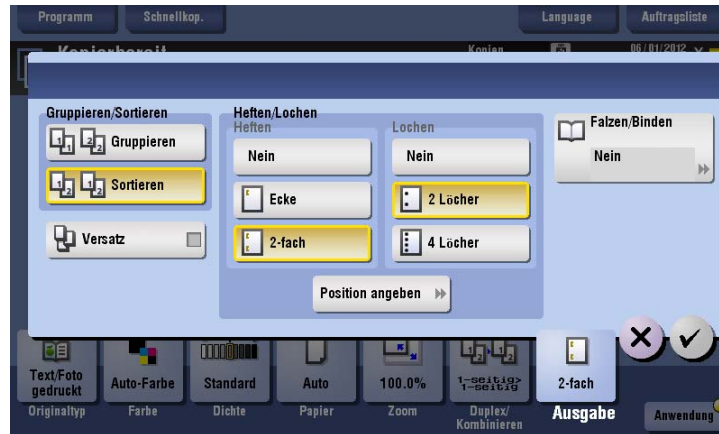 Programm
Schnellkop.
Language
Auftragsliste
Kopierbereit
Kopien
06/01/2012
Gruppieren/Sortieren
Gruppieren
Sortieren
Versatz
Heften/Lochen
Heften
Nein
Ecke
2-fach
Lochen
Nein
2 Löcher
4 Löcher
Position angeben
Falzen/Binden
Nein
Text/Foto
gedruckt
Originaltyp
Auto-Farbe
Farbe
Standard
Dichte
Auto
Papier
100.0%
Zoom
1-seitig>
1-seitig
Duplex/
Kombinieren
2-fach
Ausgabe
Anwendung